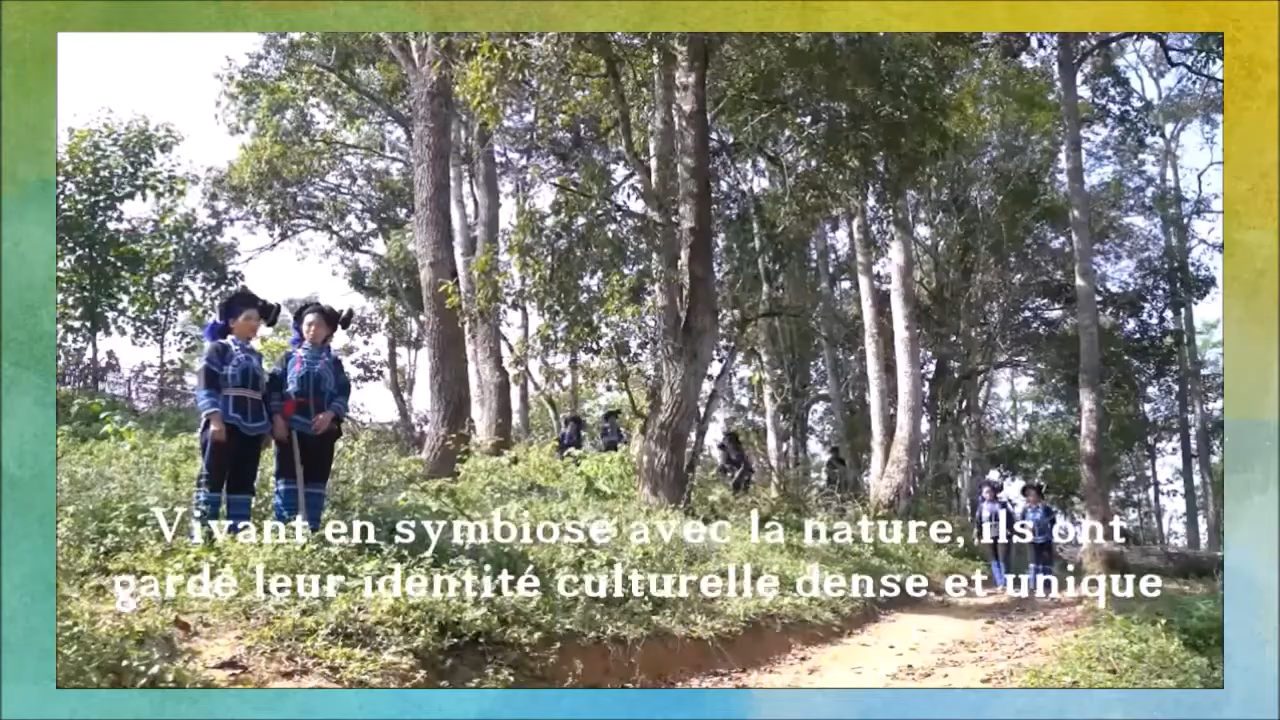 Vivant en symbiose avec la nature, ils ont
gardé leur identité culturelle dense et unique